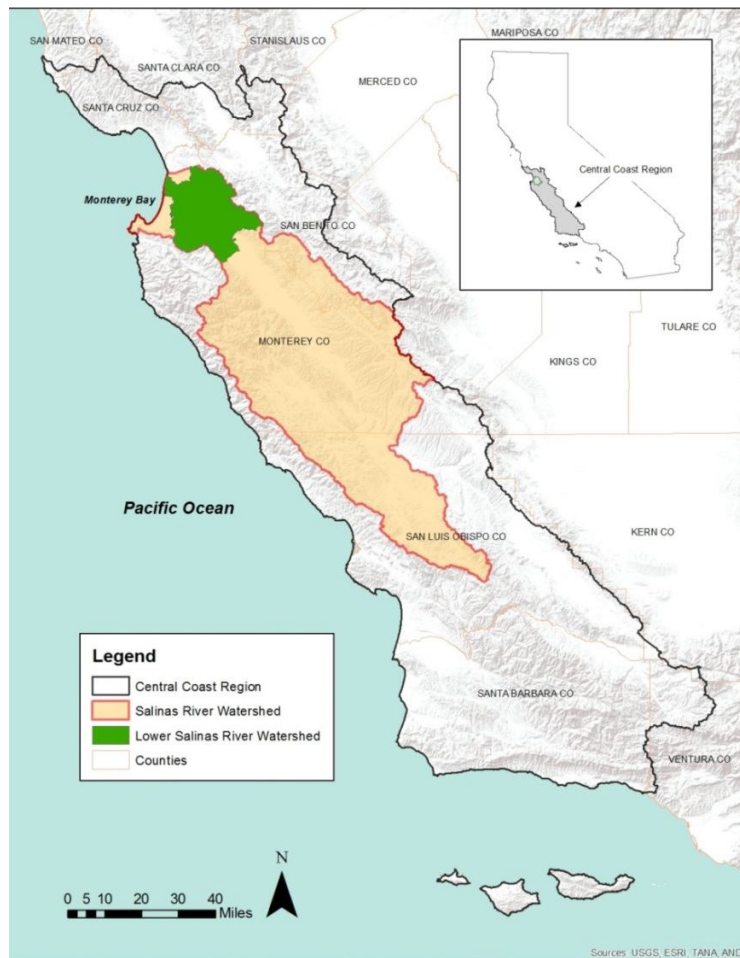 SAN MATEO CO
STANISLAUS CO
MARIPOSA CO
SANTA CLARA CO
MERCED CO
SANTA CRUZ CO
Central Coast Region
Monterey Bay
SAN BENITO CO
TULARE CO
MONTEREY CO
KINGS CO
Pacific Ocean
SAN LUIS OBISPO CO
KERN CO
Legend
Central Coast Region
Salinas River Watershed
Lower Salinas River Watershed
Counties
SANTA BARBARA CO
VENTURA CO
N
0 5 10 20 30 40
Miles
Sources: USGS, ESRI, TANA, AND